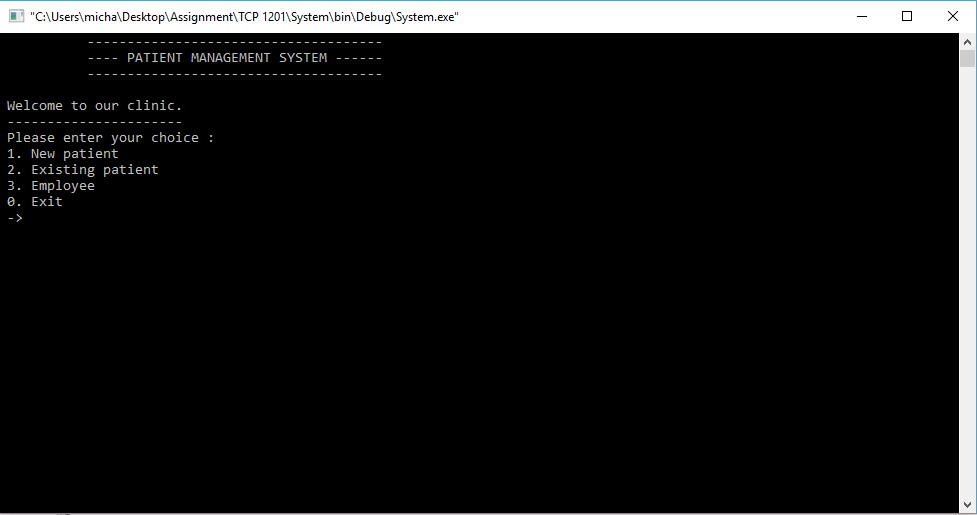 "C:\Users\micha\Desktop\Assignment\TCP 1201\System\bin\Debug\System.exe"
-------------------------------------
---- PATIENT MANAGEMENT SYSTEM ------
-------------------------------------
Welcome to our clinic.
----------------------
Please enter your choice :
1. New patient
2. Existing patient
3. Employee
0. Exit
->